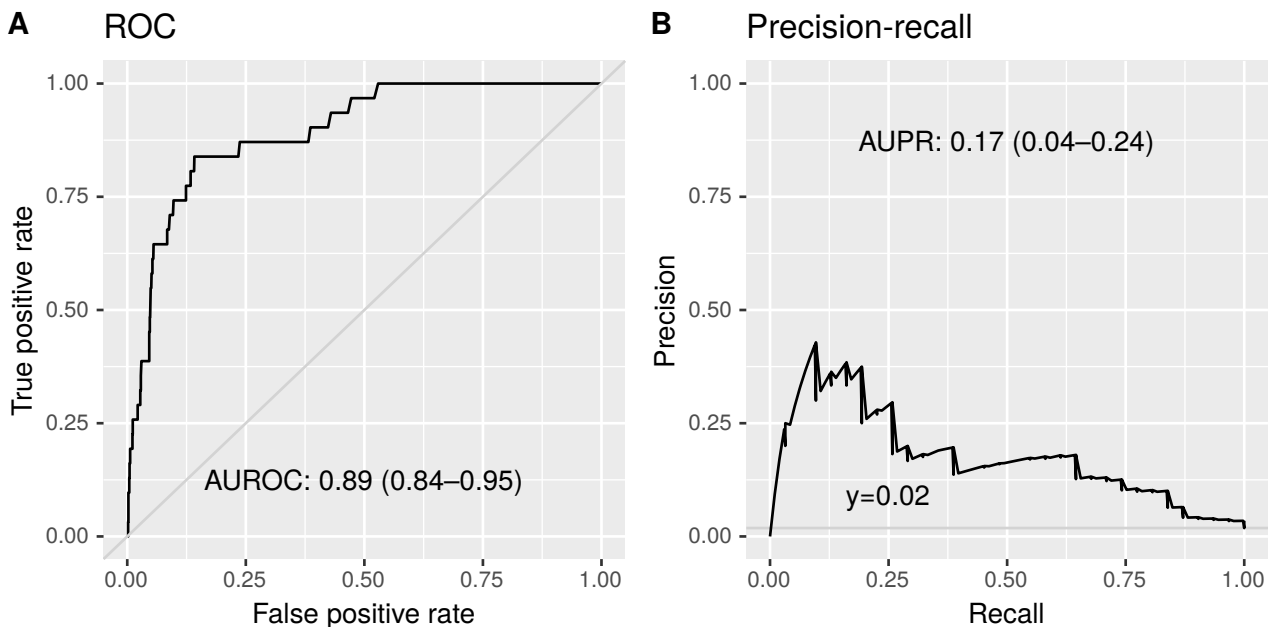 A ROC
True positive rate
1.00
0.75
0.50
0.25
0.00
AUROC: 0.89 (0.84–0.95)
0.00 0.25 0.50 0.75 1.00
False positive rate
B Precision-recall
Precision
1.00
0.75
0.50
0.25
0.00
AUPR: 0.17 (0.04–0.24)
y=0.02
0.00 0.25 0.50 0.75 1.00
Recall